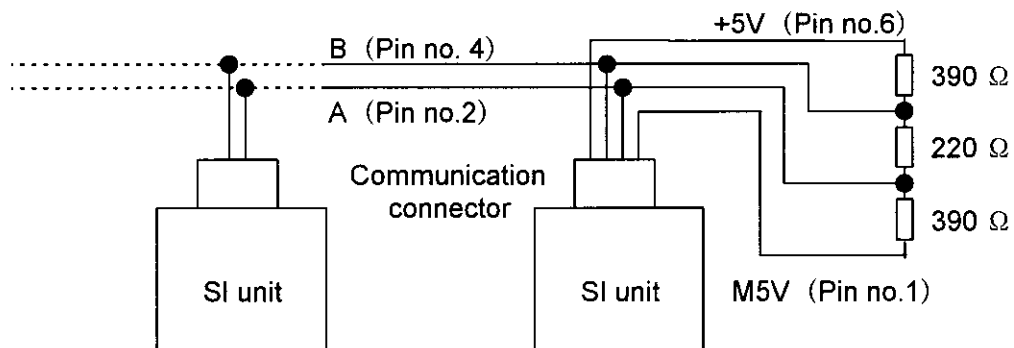 +5V (Pin no.6)
B (Pin no. 4)
390 Ω
A (Pin no.2)
220 Ω
Communication
connector
390 Ω
SI unit
SI unit
M5V (Pin no.1)